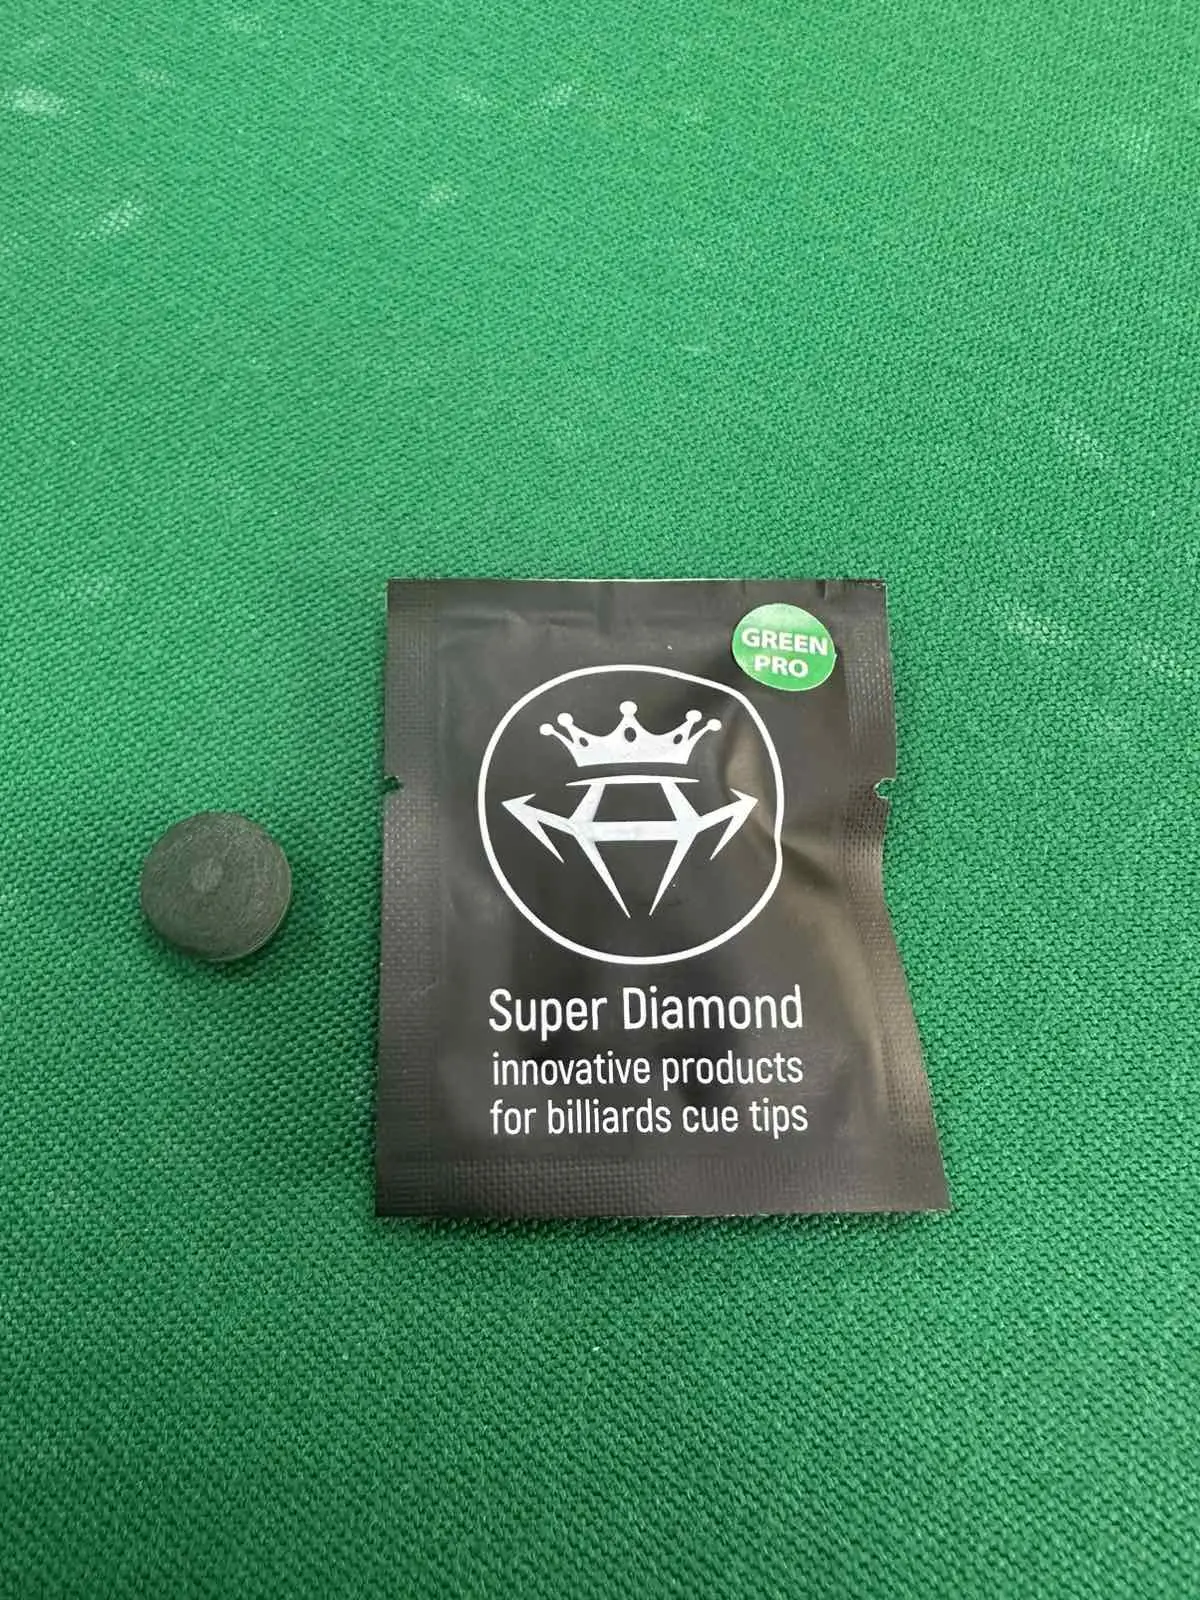 GREEN
PRO
Super Diamond
innovative products
for billiards cue tips